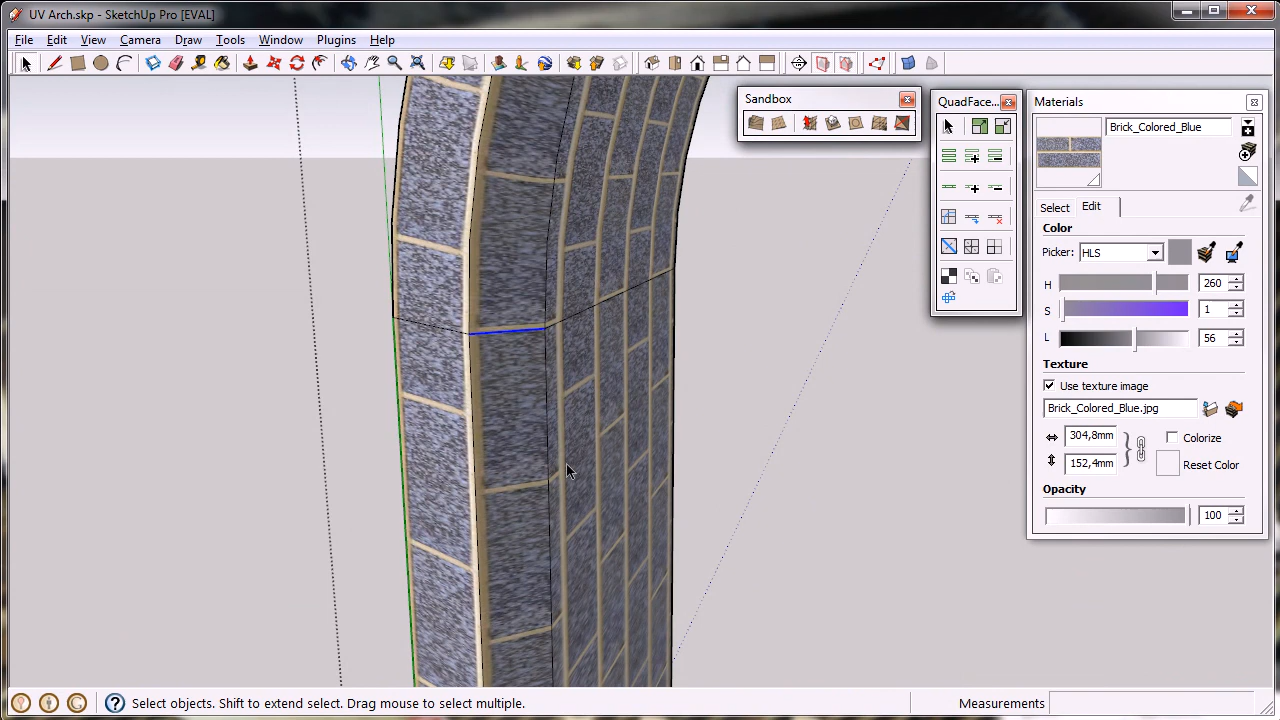 UV Arch.skp - SketchUp Pro [EVAL]
File Edit View Camera Draw Tools Window Plugins Help
Sandbox
QuadFace...
Materials
Brick_Colored_Blue
Select Edit
Color
Picker: HLS
H 260
S 1
L 56
Texture
Use texture image
Brick_Colored_Blue.jpg
304,8mm
Colorize
152,4mm
Reset Color
Opacity
100
Select objects. Shift to extend select. Drag mouse to select multiple.
Measurements